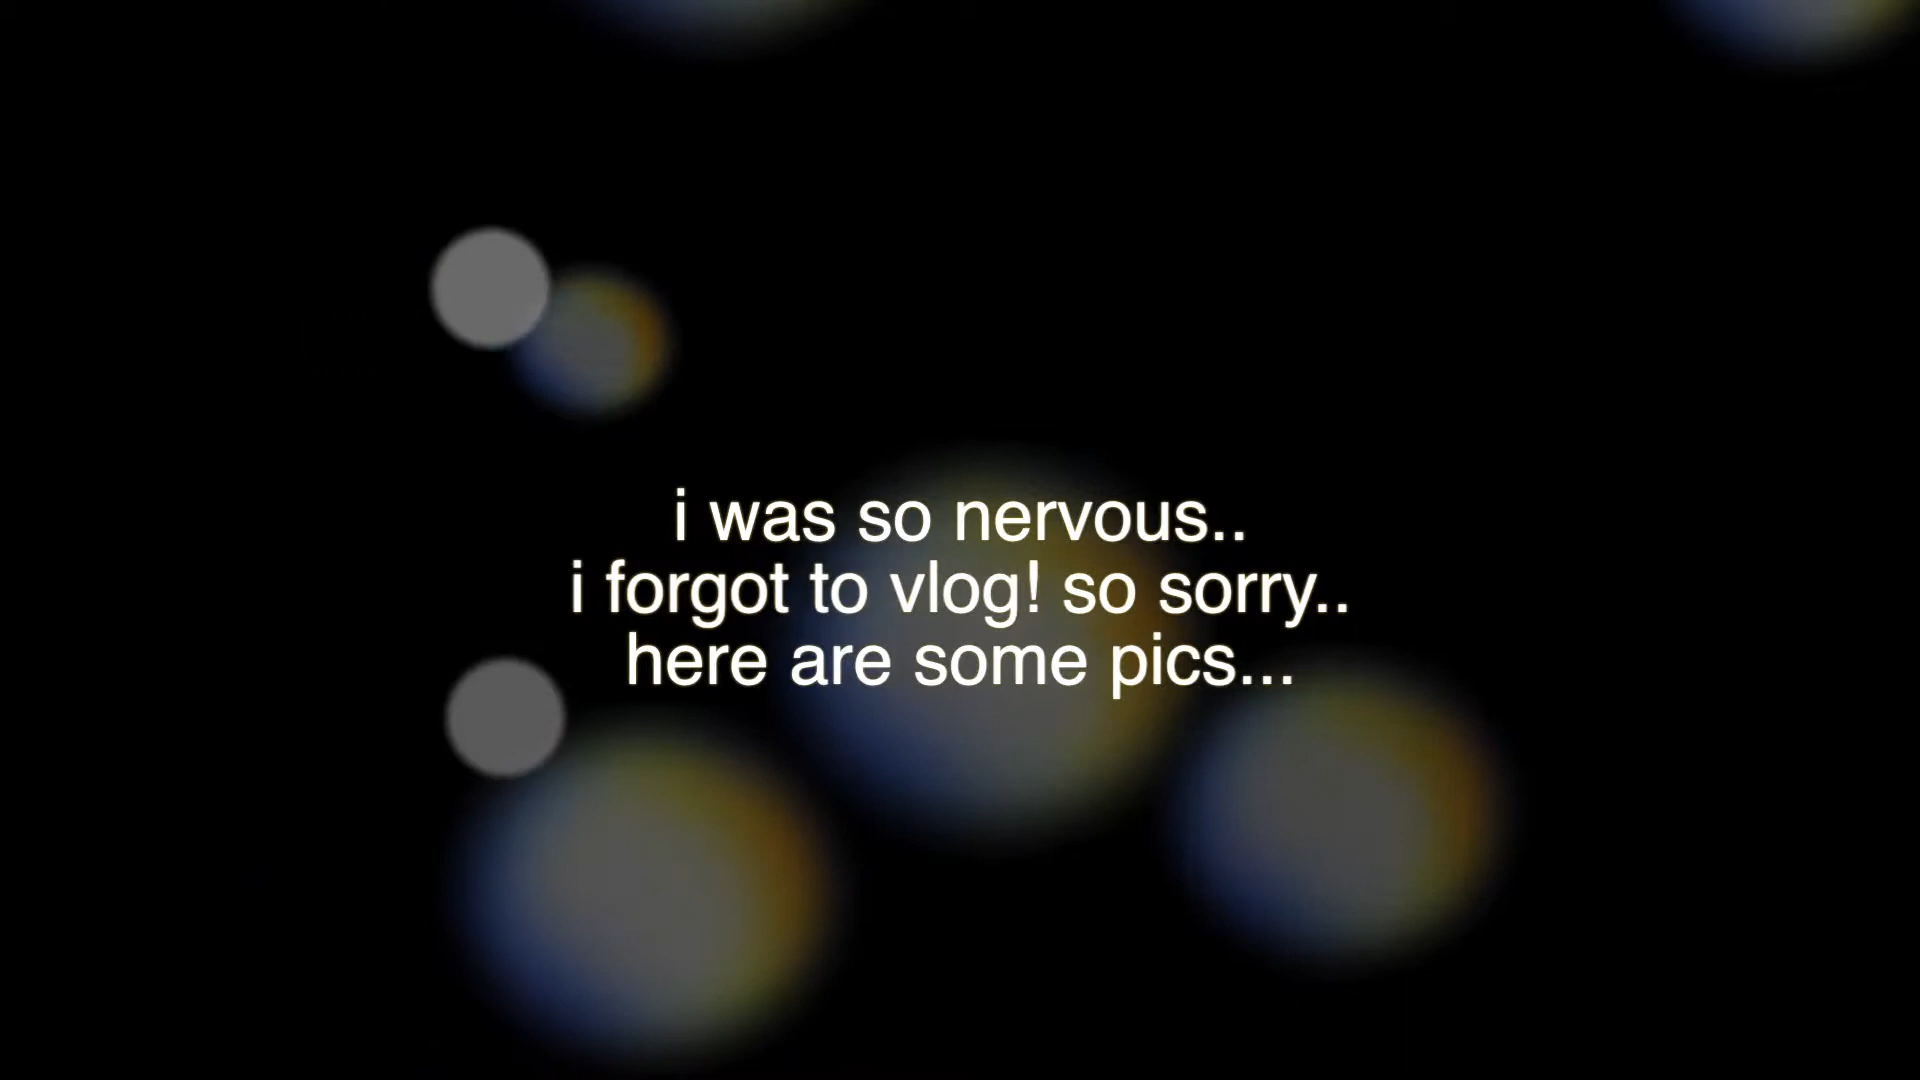 i was so nervous..
i forgot to vlog! so sorry..
here are some pics...